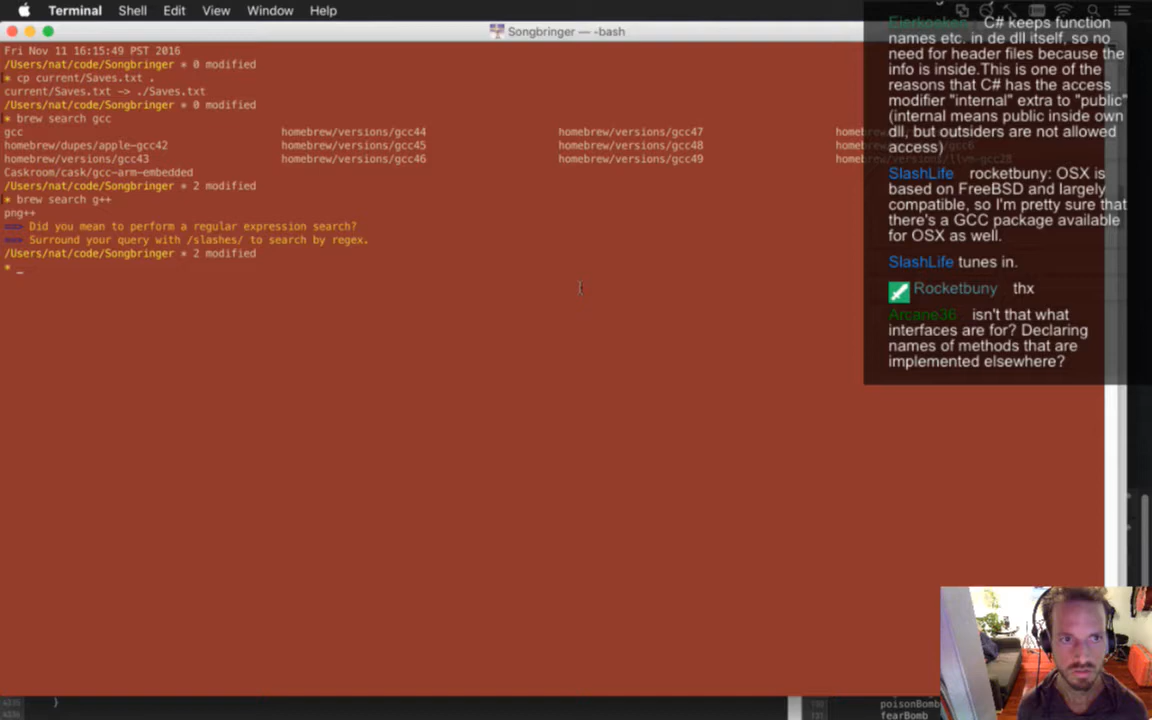 Terminal Shell Edit View Window Help
Songbringer — -bash
Fri Nov 11 16:15:49 PST 2016
/Users/nat/code/Songbringer * 0 modified
* cp current/Saves.txt .
current/Saves.txt -> ./Saves.txt
/Users/nat/code/Songbringer * 0 modified
* brew search gcc
gcc homebrew/versions/gcc44 homebrew/versions/gcc47
homebrew/dupes/apple-gcc42 homebrew/versions/gcc45 homebrew/versions/gcc48
homebrew/versions/gcc43 homebrew/versions/gcc46 homebrew/versions/gcc49 homebrew/versions/llvm-gcc28
Caskroom/cask/gcc-arm-embedded
/Users/nat/code/Songbringer * 2 modified
* brew search g++
png++
==> Did you mean to perform a regular expression search?
==> Surround your query with /slashes/ to search by regex.
/Users/nat/code/Songbringer * 2 modified
* _
C# keeps function
names etc. in de dll itself, so no
need for header files because the
info is inside.This is one of the
reasons that C# has the access
modifier "internal" extra to "public"
(internal means public inside own
dll, but outsiders are not allowed
access)
SlashLife rocketbuny: OSX is
based on FreeBSD and largely
compatible, so I'm pretty sure that
there's a GCC package available
for OSX as well.
SlashLife tunes in.
Rocketbuny thx
Arcane36 isn't that what
interfaces are for? Declaring
names of methods that are
implemented elsewhere?
}
poisonBomb
131 fearBomb